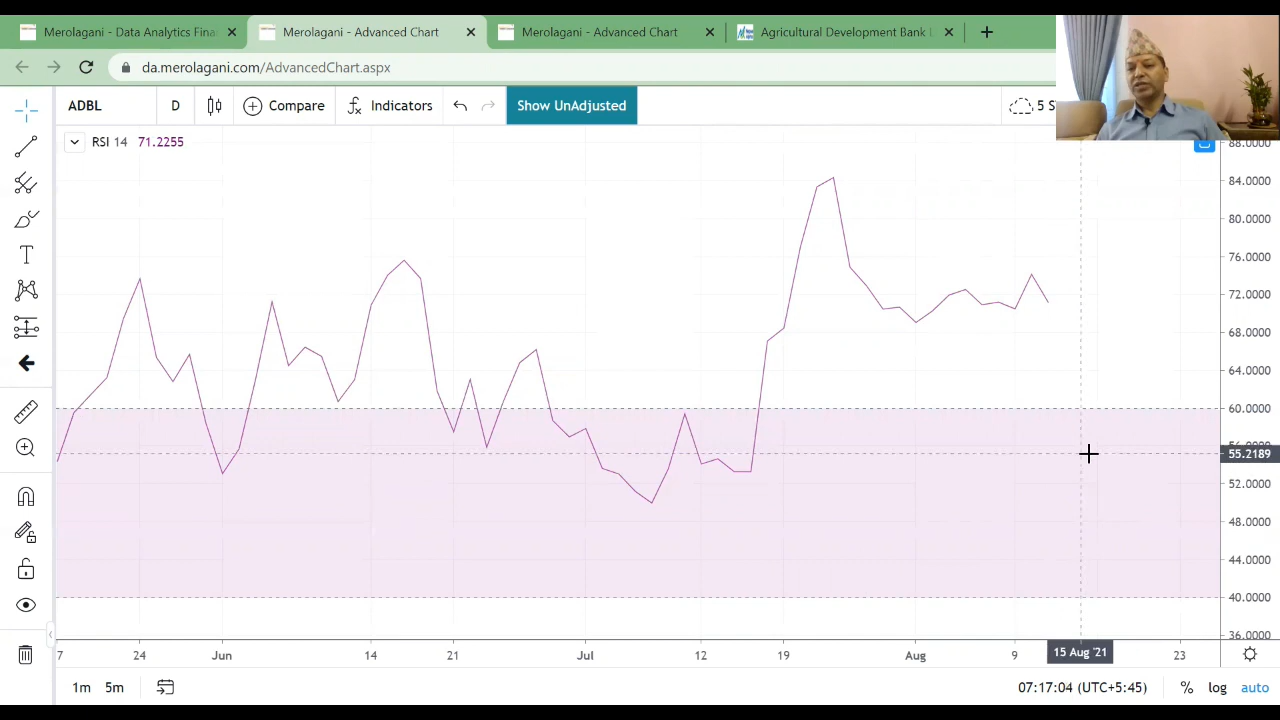 Merolagani - Data Analytics Fina
Merolagani - Advanced Chart
Merolagani - Advanced Chart
Agricultural Development Bank L
da.merolagani.com/AdvancedChart.aspx
ADBL D Compare Indicators Show UnAdjusted 5 S
RSI 14 71.2255
88.0000
84.0000
80.0000
76.0000
72.0000
68.0000
64.0000
60.0000
55.2189
52.0000
48.0000
44.0000
40.0000
36.0000
7 24 Jun 14 21 Jul 12 19 Aug 9 15 Aug '21 23
1m 5m 07:17:04 (UTC+5:45) % log auto